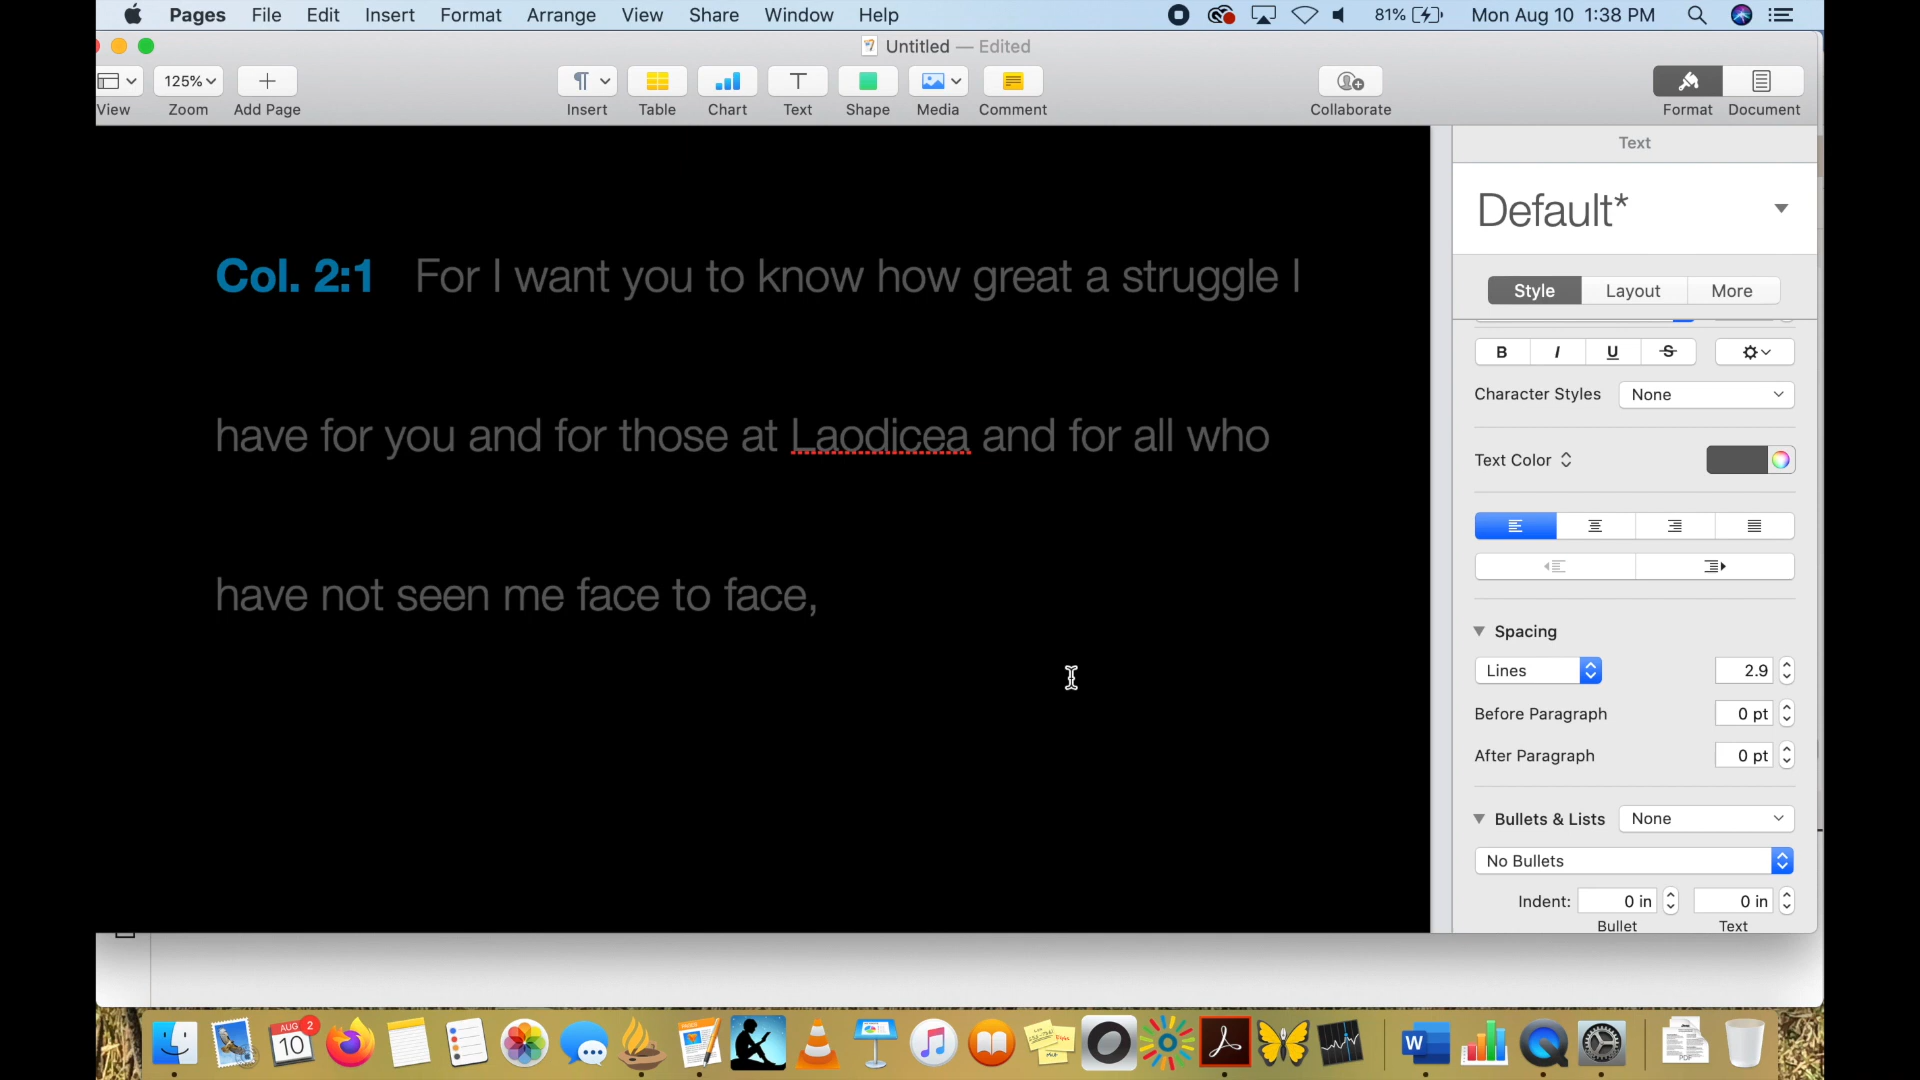 Pages File Edit Insert Format Arrange View Share Window Help 81% Mon Aug 10 1:38 PM
Untitled — Edited
125%
View Zoom Add Page Insert Table Chart Text Shape Media Comment Collaborate Format Document
Text
Default*
Style Layout More
B I U S
Character Styles None
Text Color
Spacing
Lines 2.9
Before Paragraph 0 pt
After Paragraph 0 pt
Bullets & Lists None
No Bullets
Indent: 0 in 0 in
Bullet Text
Col. 2:1 For I want you to know how great a struggle I
have for you and for those at Laodicea and for all who
have not seen me face to face,
AUG 2
10
W
PDF